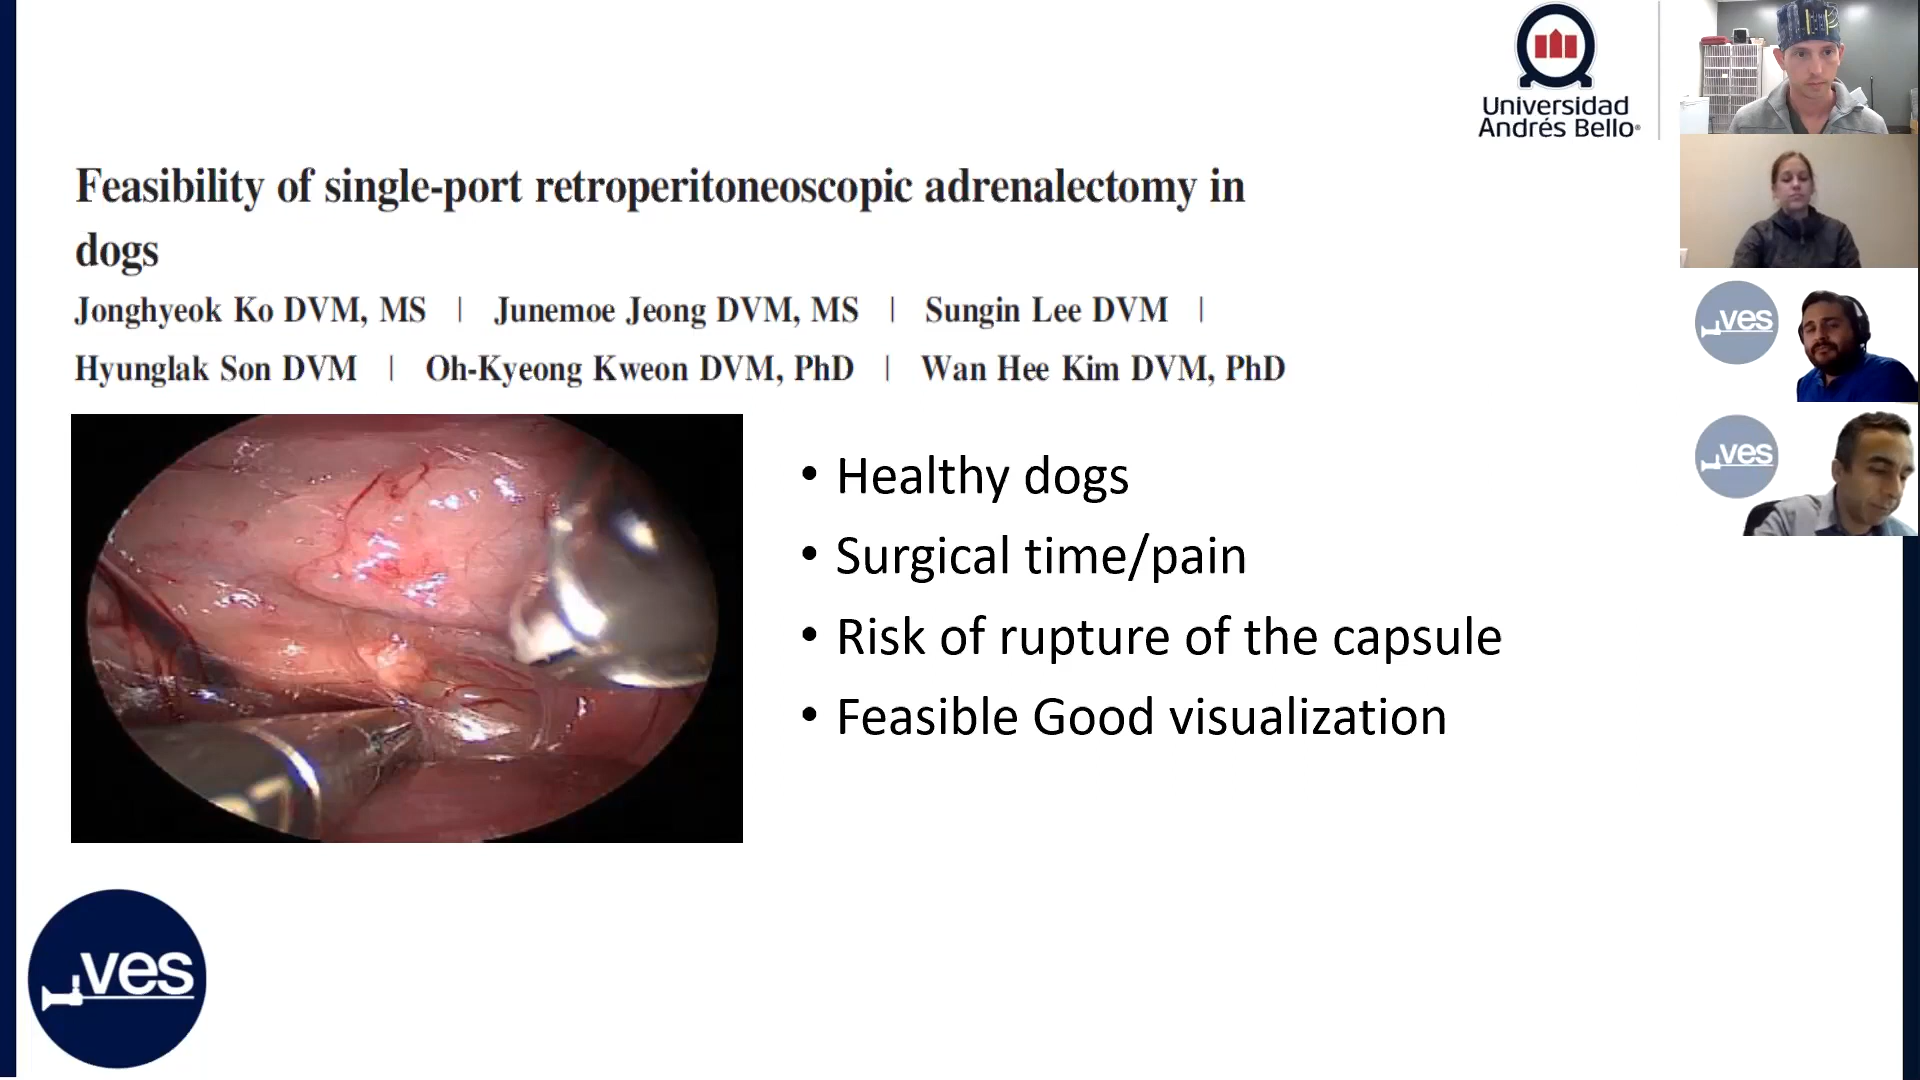 Universidad
Andrés Bello®
Feasibility of single-port retroperitoneoscopic adrenalectomy in
dogs
Jonghyeok Ko DVM, MS | Junemoe Jeong DVM, MS | Sungin Lee DVM |
Hyunglak Son DVM | Oh-Kyeong Kweon DVM, PhD | Wan Hee Kim DVM, PhD
• Healthy dogs
• Surgical time/pain
• Risk of rupture of the capsule
• Feasible Good visualization
ves
ves
ves